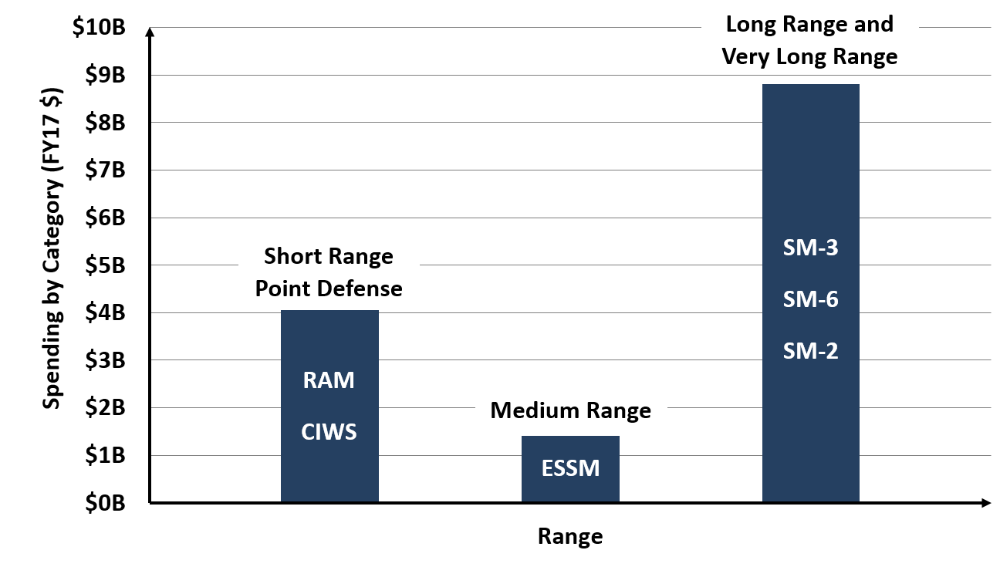 Spending by Category (FY17 $)
$10B
$9B
$8B
$7B
$6B
$5B
$4B
$3B
$2B
$1B
$0B
Short Range
Point Defense
RAM
CIWS
Medium Range
ESSM
Long Range and
Very Long Range
SM-3
SM-6
SM-2
Range